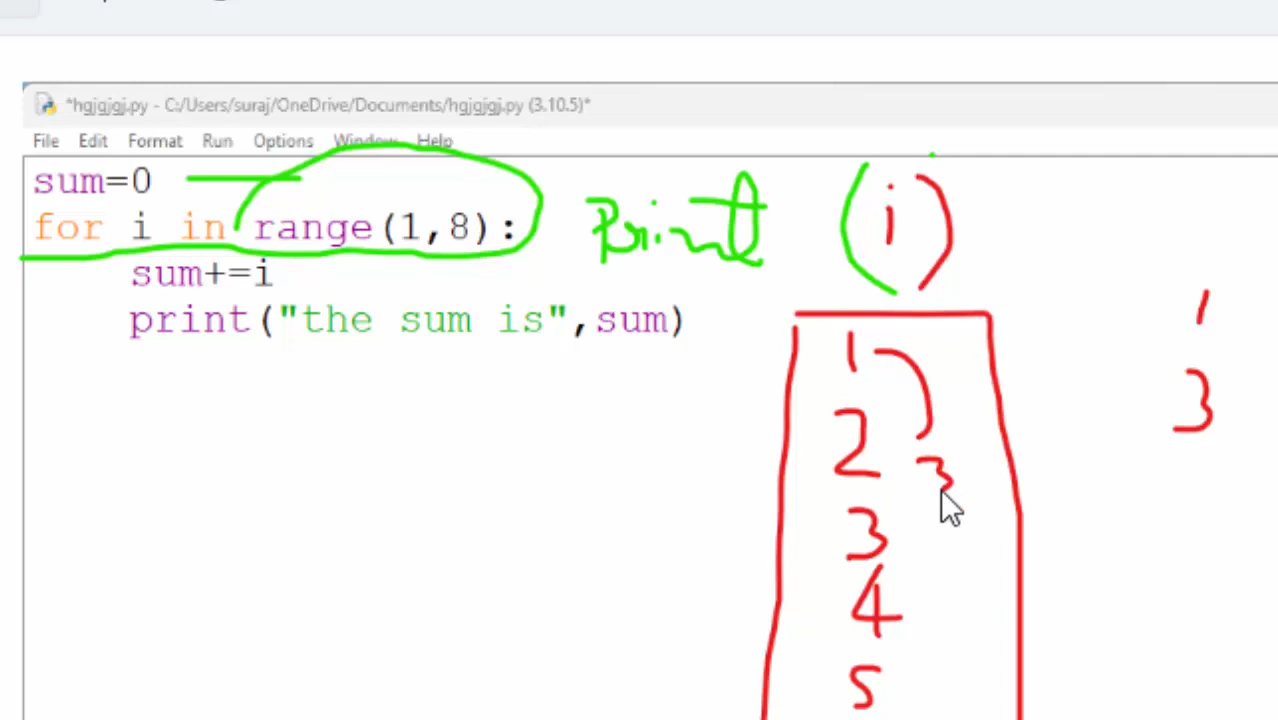 *hgjgjgj.py - C:/Users/suraj/OneDrive/Documents/hgjgjgj.py (3.10.5)*
File Edit Format Run Options Window Help
sum=0
for i in range(1,8):
sum+=i
print("the sum is",sum)
Print (i)
1
2 3
3
4
5
1
3